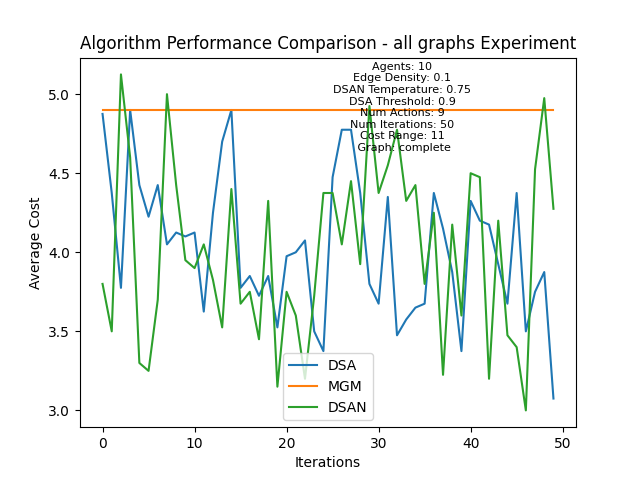 Algorithm Performance Comparison - all graphs Experiment
Agents: 10
Edge Density: 0.1
DSAN Temperature: 0.75
DSA Threshold: 0.9
Num Actions: 9
Num Iterations: 50
Cost Range: 11
Graph: complete
Average Cost
5.0
4.5
4.0
3.5
3.0
DSA
MGM
DSAN
0
10
20
30
40
50
Iterations